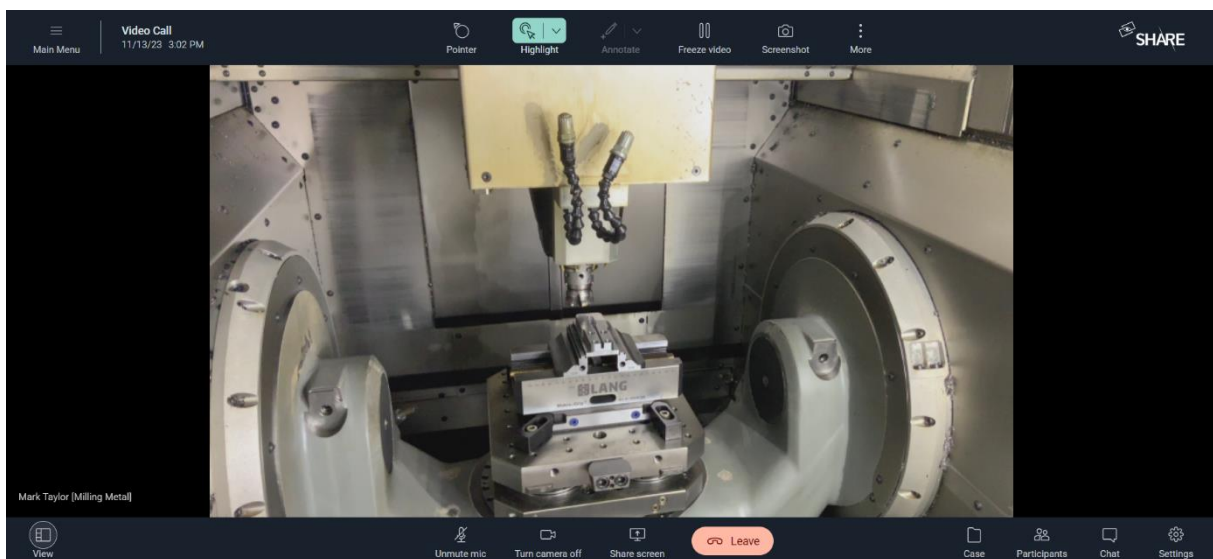 Main Menu
Video Call
11/13/23 3:02 PM
Pointer
Highlight
Annotate
Freeze video
Screenshot
More
SHARE
LANG
Mark Taylor [Milling Metal]
View
Unmute mic
Turn camera off
Share screen
Leave
Case
Participants
Chat
Settings